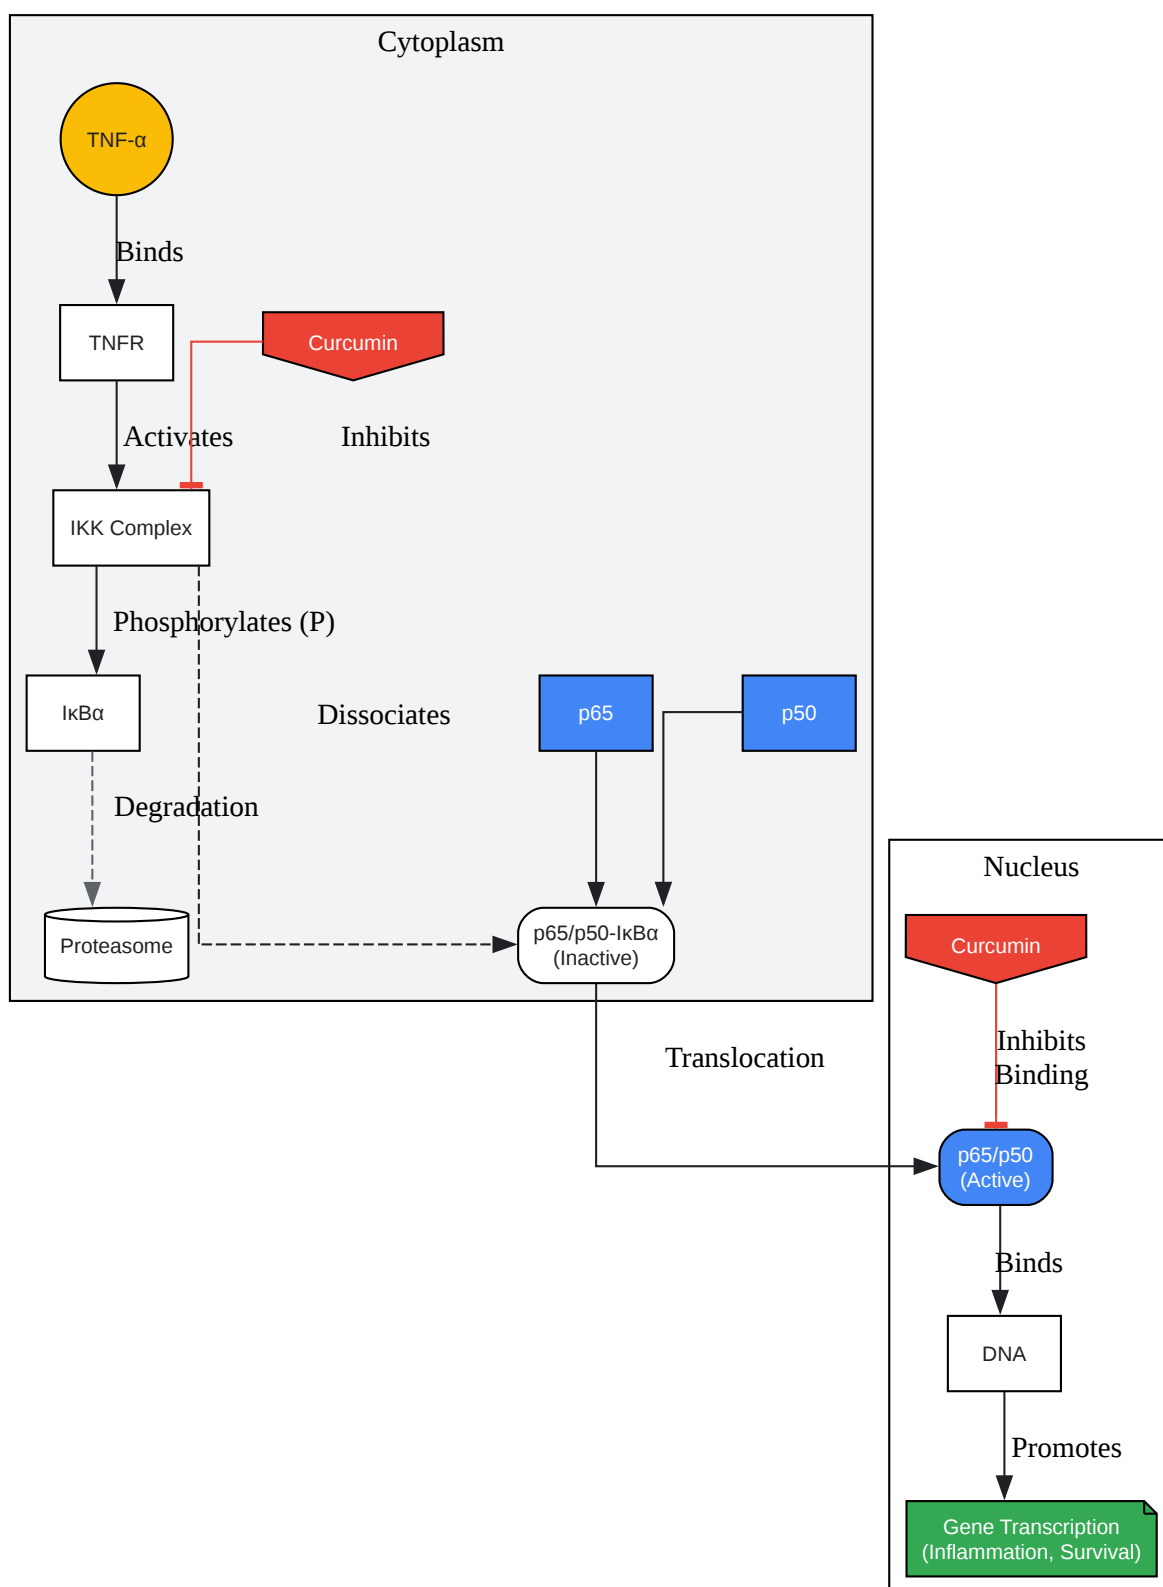 Cytoplasm
TNF-α
Binds
TNFR
Curcumin
Activates
Inhibits
IKK Complex
Phosphorylates (P)
IκBα
Dissociates
p65
p50
Degradation
Proteasome
p65/p50-IκBα
(Inactive)
Translocation
Nucleus
Curcumin
Inhibits
Binding
p65/p50
(Active)
Binds
DNA
Promotes
Gene Transcription
(Inflammation, Survival)